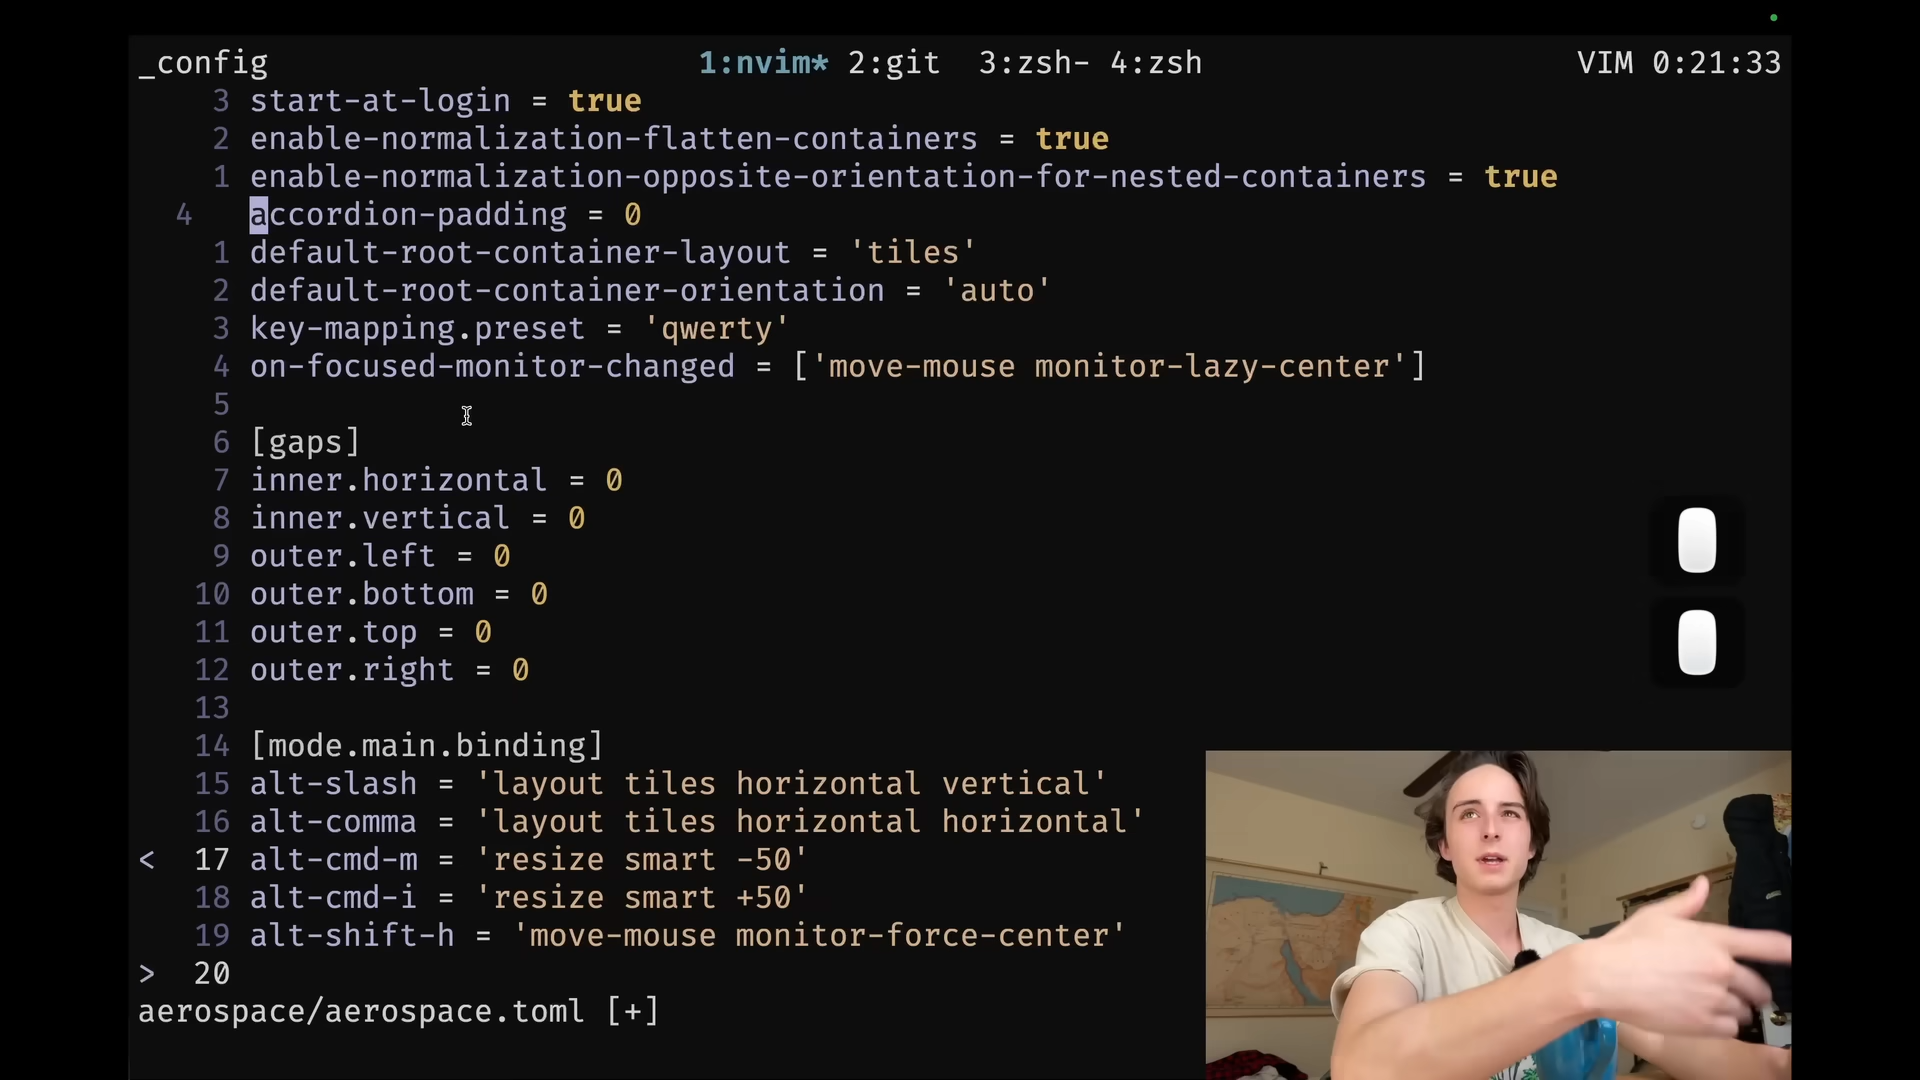 _config 1:nvim* 2:git 3:zsh- 4:zsh VIM 0:21:33
3 start-at-login = true
2 enable-normalization-flatten-containers = true
1 enable-normalization-opposite-orientation-for-nested-containers = true
4 accordion-padding = 0
1 default-root-container-layout = 'tiles'
2 default-root-container-orientation = 'auto'
3 key-mapping.preset = 'qwerty'
4 on-focused-monitor-changed = ['move-mouse monitor-lazy-center']
5
6 [gaps]
7 inner.horizontal = 0
8 inner.vertical = 0
9 outer.left = 0
10 outer.bottom = 0
11 outer.top = 0
12 outer.right = 0
13
14 [mode.main.binding]
15 alt-slash = 'layout tiles horizontal vertical'
16 alt-comma = 'layout tiles horizontal horizontal'
< 17 alt-cmd-m = 'resize smart -50'
18 alt-cmd-i = 'resize smart +50'
19 alt-shift-h = 'move-mouse monitor-force-center'
> 20
aerospace/aerospace.toml [+]